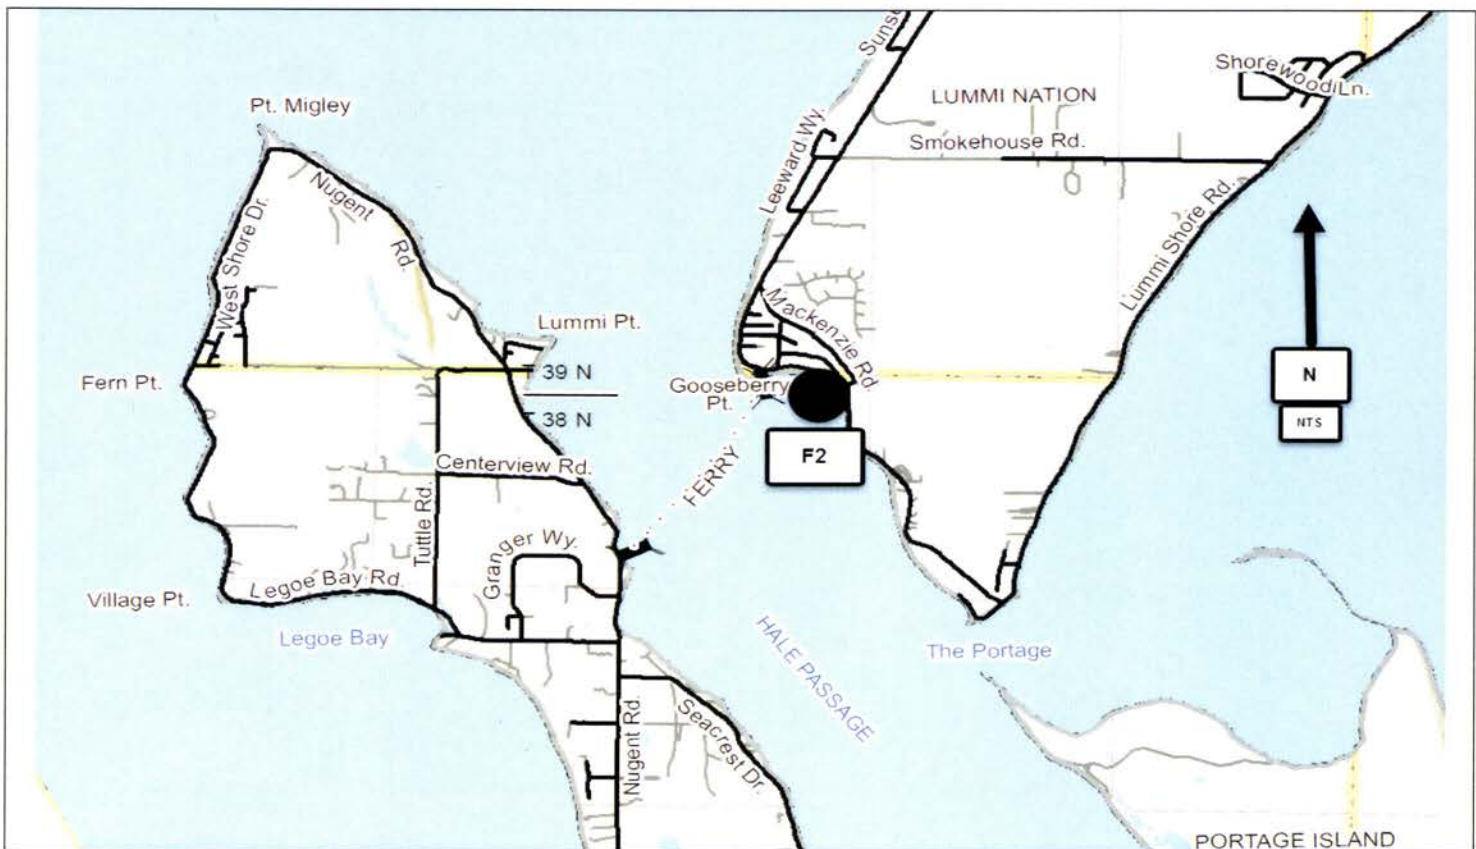 Sunse
Shorewood Ln.
Pt. Migley
LUMMI NATION
Smokehouse Rd.
Leeward Wy.
Nugent
Rd.
West Shore Dr.
Lummi Shore Rd.
Mackenzie Rd.
Lummi Pt.
39 N
Fern Pt.
Gooseberry
Pt.
N
NTS
38 N
F2
Centerview Rd.
FERRY
Tuttle Rd.
Granger Wy.
Legoe Bay Rd.
Village Pt.
Legoe Bay
HALE PASSAGE
The Portage
Nugent Rd.
Seacrest Dr.
PORTAGE ISLAND